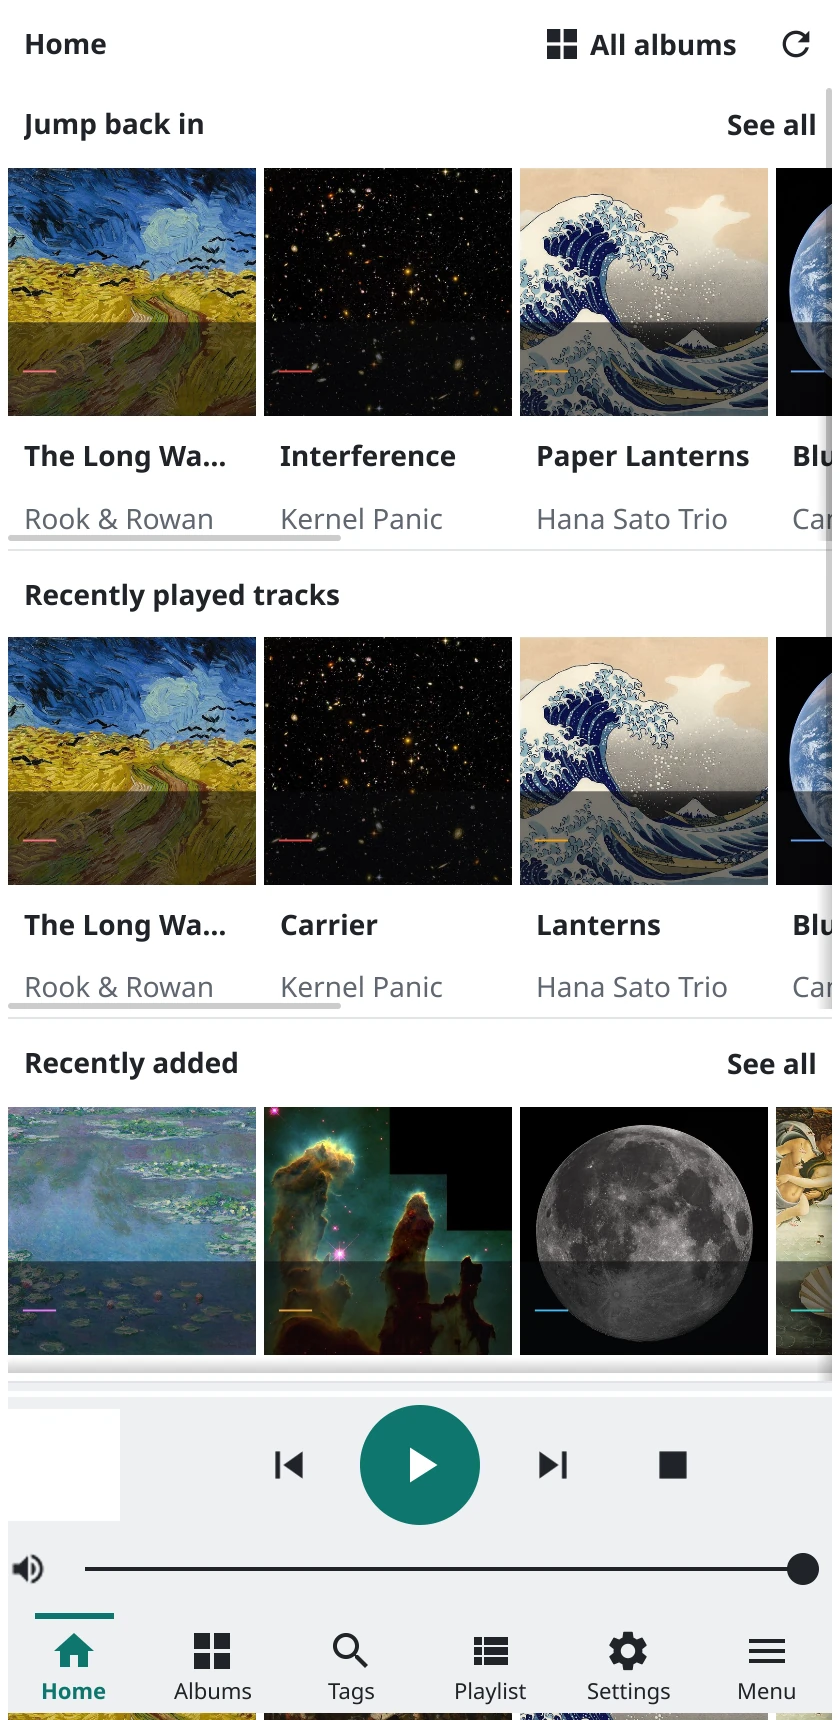 Home
All albums
Jump back in
See all
The Long Wa...
Interference
Paper Lanterns
Rook & Rowan
Kernel Panic
Hana Sato Trio
Recently played tracks
The Long Wa...
Carrier
Lanterns
Rook & Rowan
Kernel Panic
Hana Sato Trio
Recently added
See all
Home
Albums
Tags
Playlist
Settings
Menu